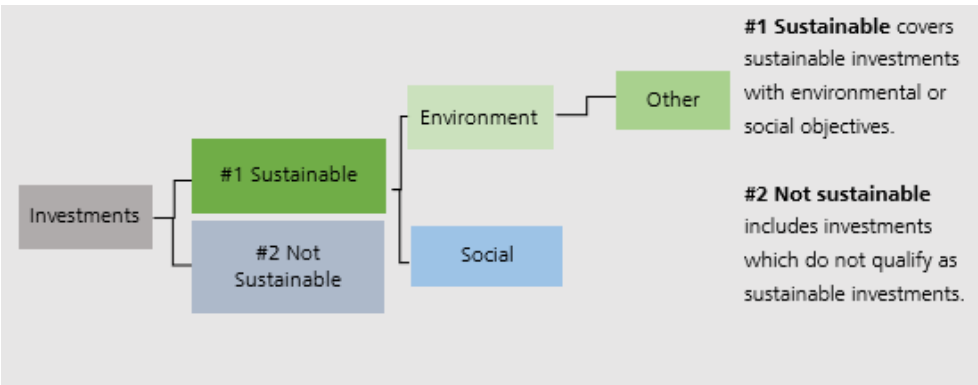 Investments
#1 Sustainable
#2 Not
Sustainable
Environment
Social
Other
#1 Sustainable covers
sustainable investments
with environmental or
social objectives.
#2 Not sustainable
includes investments
which do not qualify as
sustainable investments.